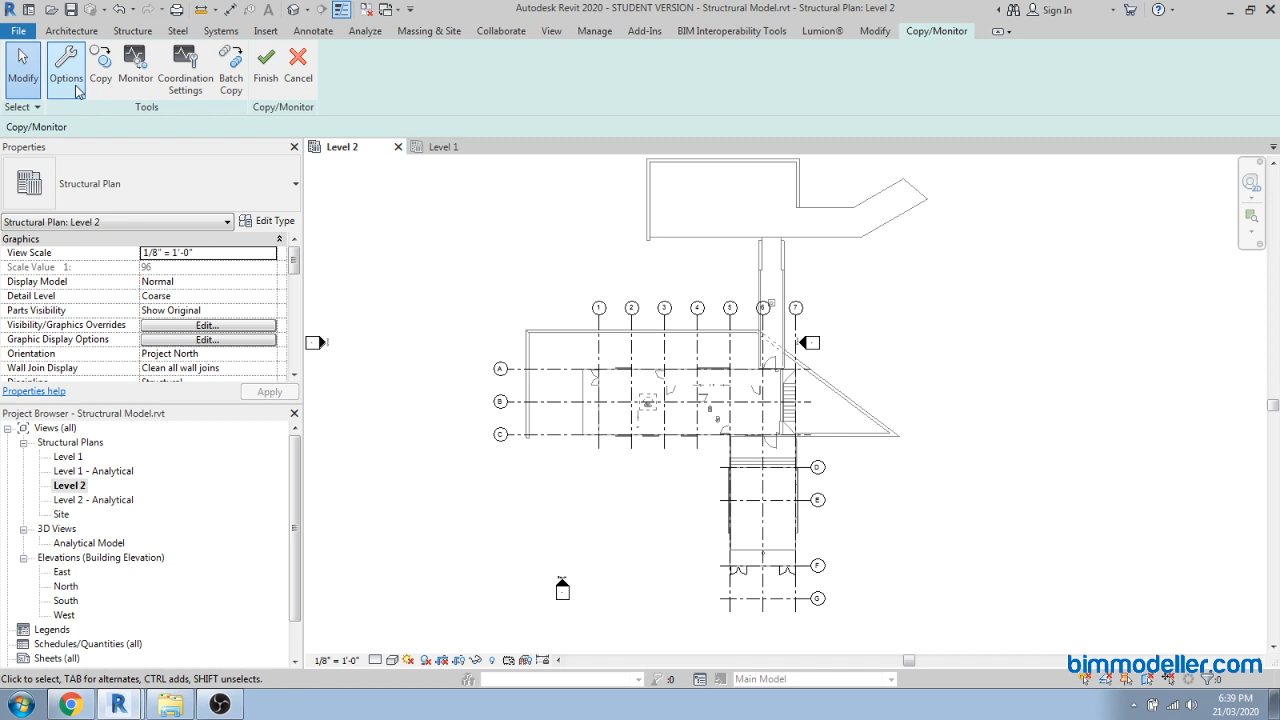 Autodesk Revit 2020 - STUDENT VERSION - Structrural Model.rvt - Structural Plan: Level 2
Sign In
File Architecture Structure Steel Systems Insert Annotate Analyze Massing & Site Collaborate View Manage Add-Ins BIM Interoperability Tools Lumion® Modify Copy/Monitor
Modify Options Copy Monitor Coordination Settings Batch Copy Finish Cancel
Select Tools Copy/Monitor
Copy/Monitor
Properties
Level 2
Level 1
Structural Plan
Structural Plan: Level 2
Edit Type
Graphics
View Scale 1/8" = 1'-0"
Scale Value 1: 96
Display Model Normal
Detail Level Coarse
Parts Visibility Show Original
Visibility/Graphics Overrides Edit...
Graphic Display Options Edit...
Orientation Project North
Wall Join Display Clean all wall joins
Properties help
Apply
Project Browser - Structrural Model.rvt
Views (all)
Structural Plans
Level 1
Level 1 - Analytical
Level 2
Level 2 - Analytical
Site
3D Views
Analytical Model
Elevations (Building Elevation)
East
North
South
West
Legends
Schedules/Quantities (all)
Sheets (all)
2D
1 2 3 4 5 6 7
A
B
C
D
E
F
G
1/8" = 1'-0"
bimmodeller.com
Click to select, TAB for alternates, CTRL adds, SHIFT unselects.
:0
Main Model
:0
6:39 PM
21/03/2020